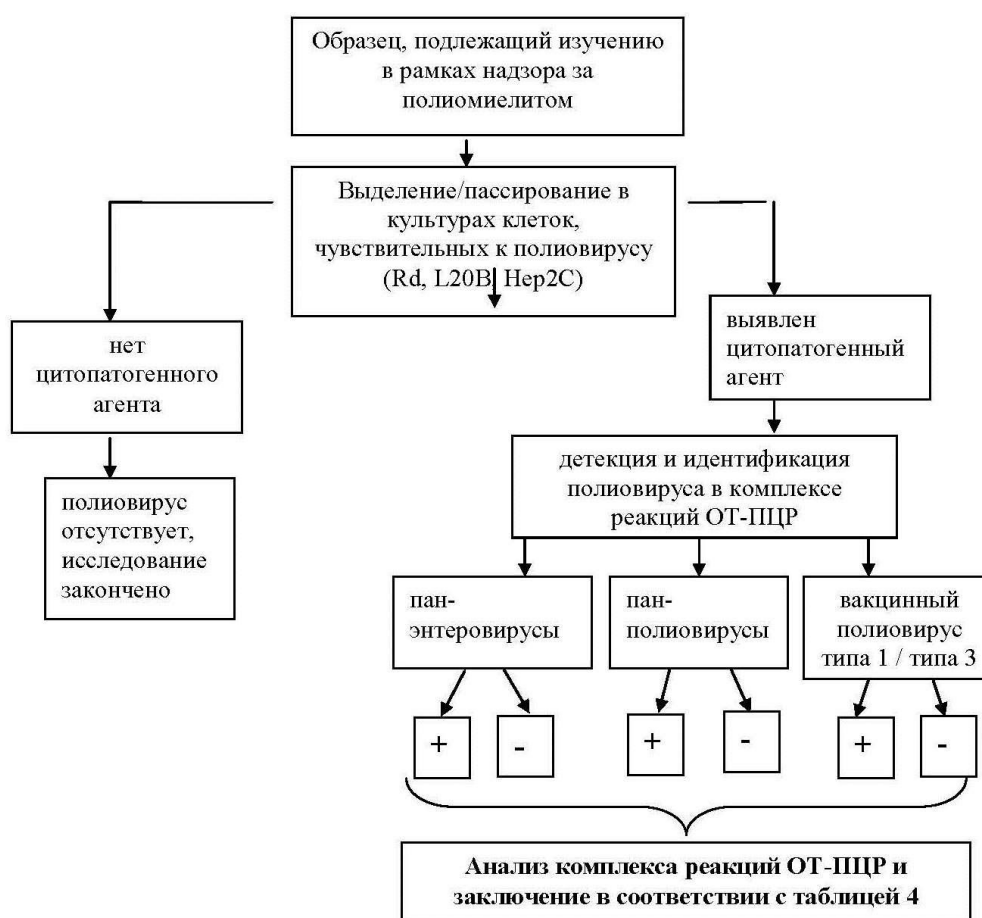 Образец, подлежащий изучению
в рамках надзора за
полиомиелитом
Выделение/пассирование в
культурах клеток,
чувствительных к полиовирусу
(Rd, L20B, Hep2C)
нет
цитопатогенного
агента
выявлен
цитопатогенный
агент
полиовирус
отсутствует,
исследование
закончено
детекция и идентификация
полиовируса в комплексе
реакций ОТ-ПЦР
пан-
энтеровирусы
пан-
полиовирусы
вакцинный
полиовирус
типа 1 / типа 3
+ - + - + -
Анализ комплекса реакций ОТ-ПЦР и
заключение в соответствии с таблицей 4